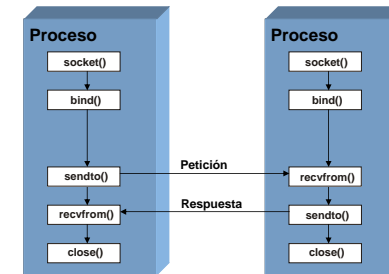 Proceso
socket()
bind()
sendto()
recvfrom()
close()
Petición
Respuesta
Proceso
socket()
bind()
recvfrom()
sendto()
close()